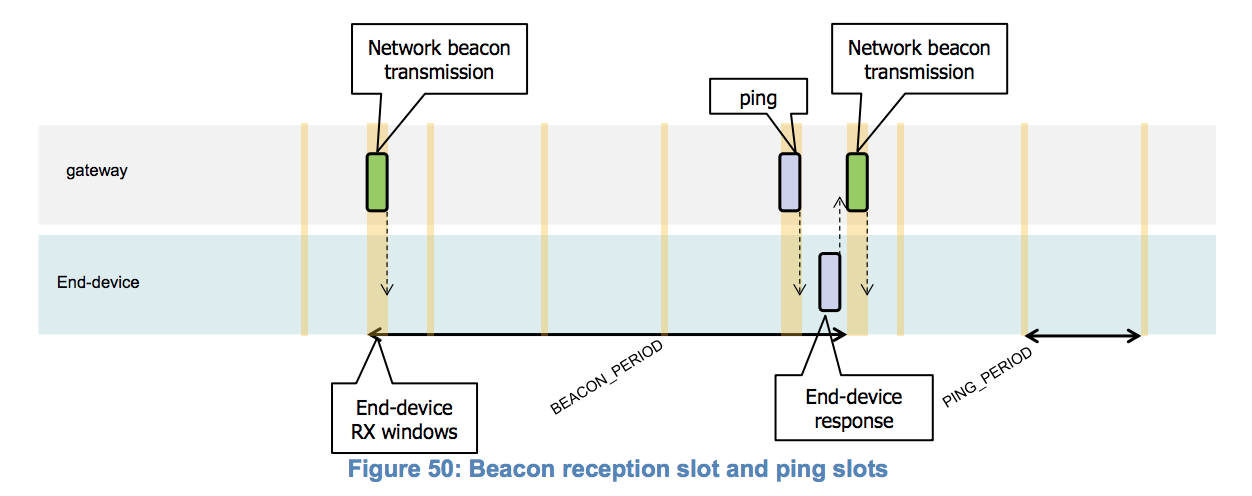 Network beacon
transmission
Network beacon
transmission
ping
gateway
End-device
BEACON_PERIOD
PING_PERIOD
End-device
RX windows
End-device
response
Figure 50: Beacon reception slot and ping slots